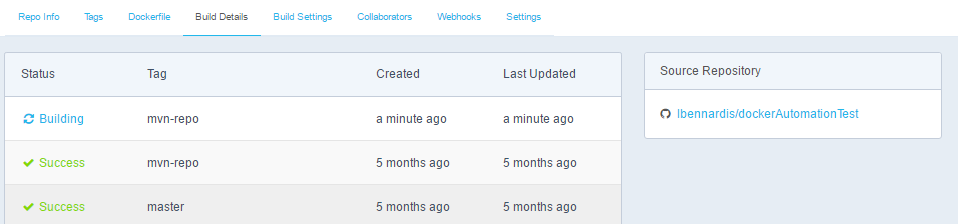 Repo Info Tags Dockerfile Build Details Build Settings Collaborators Webhooks Settings
Status Tag Created Last Updated
Building mvn-repo a minute ago a minute ago
Success mvn-repo 5 months ago 5 months ago
Success master 5 months ago 5 months ago
Source Repository
lbennardis/dockerAutomationTest